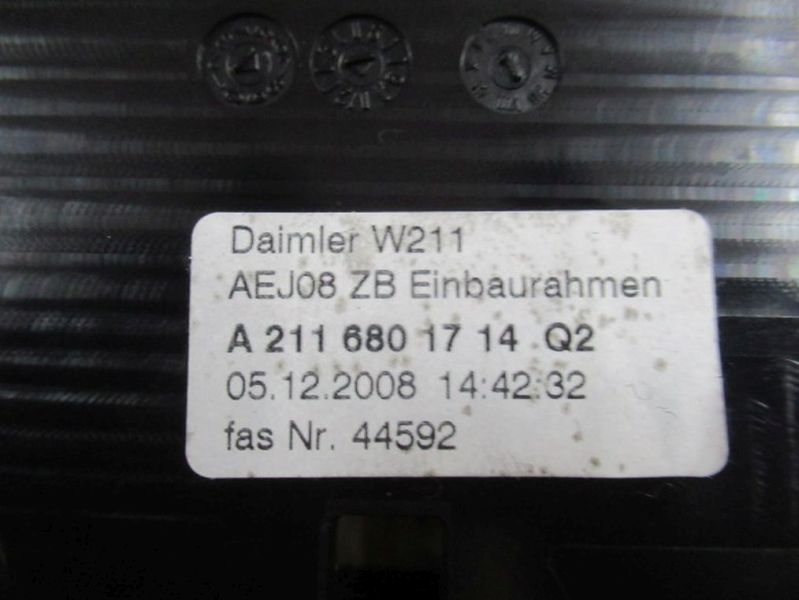 Daimler W211
AEJ08 ZB Einbaurahmen
A 211 680 17 14 Q2
05.12.2008 14:42:32
fas Nr. 44592